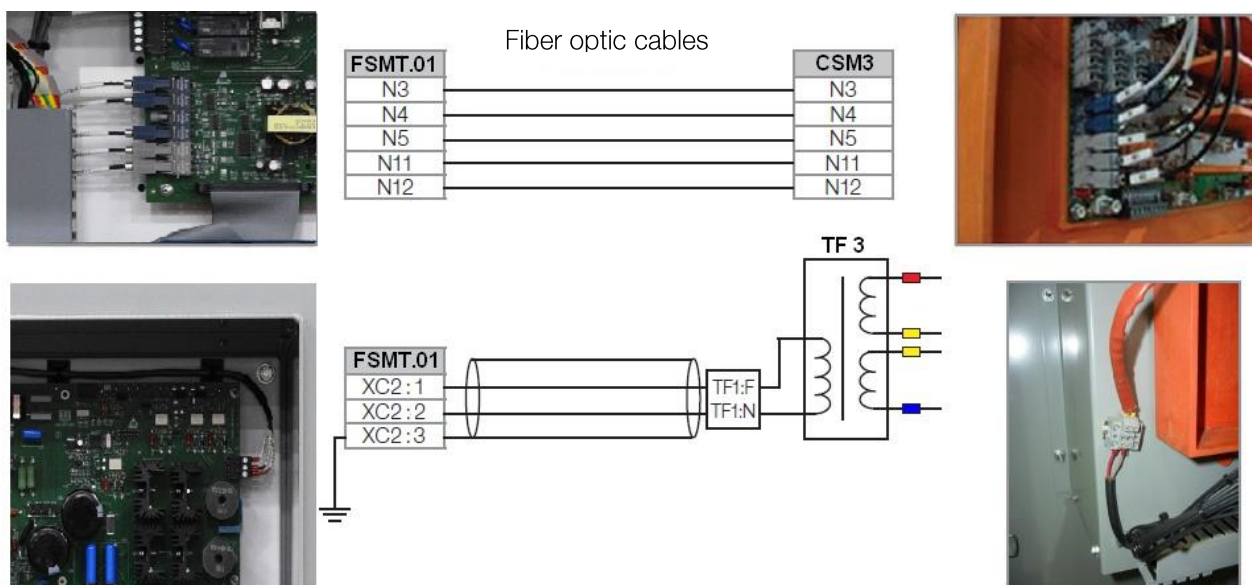 Fiber optic cables
FSMT.01 CSM3
N3 N3
N4 N4
N5 N5
N11 N11
N12 N12
TF 3
FSMT.01
XC2:1 TF1:F
XC2:2 TF1:N
XC2:3